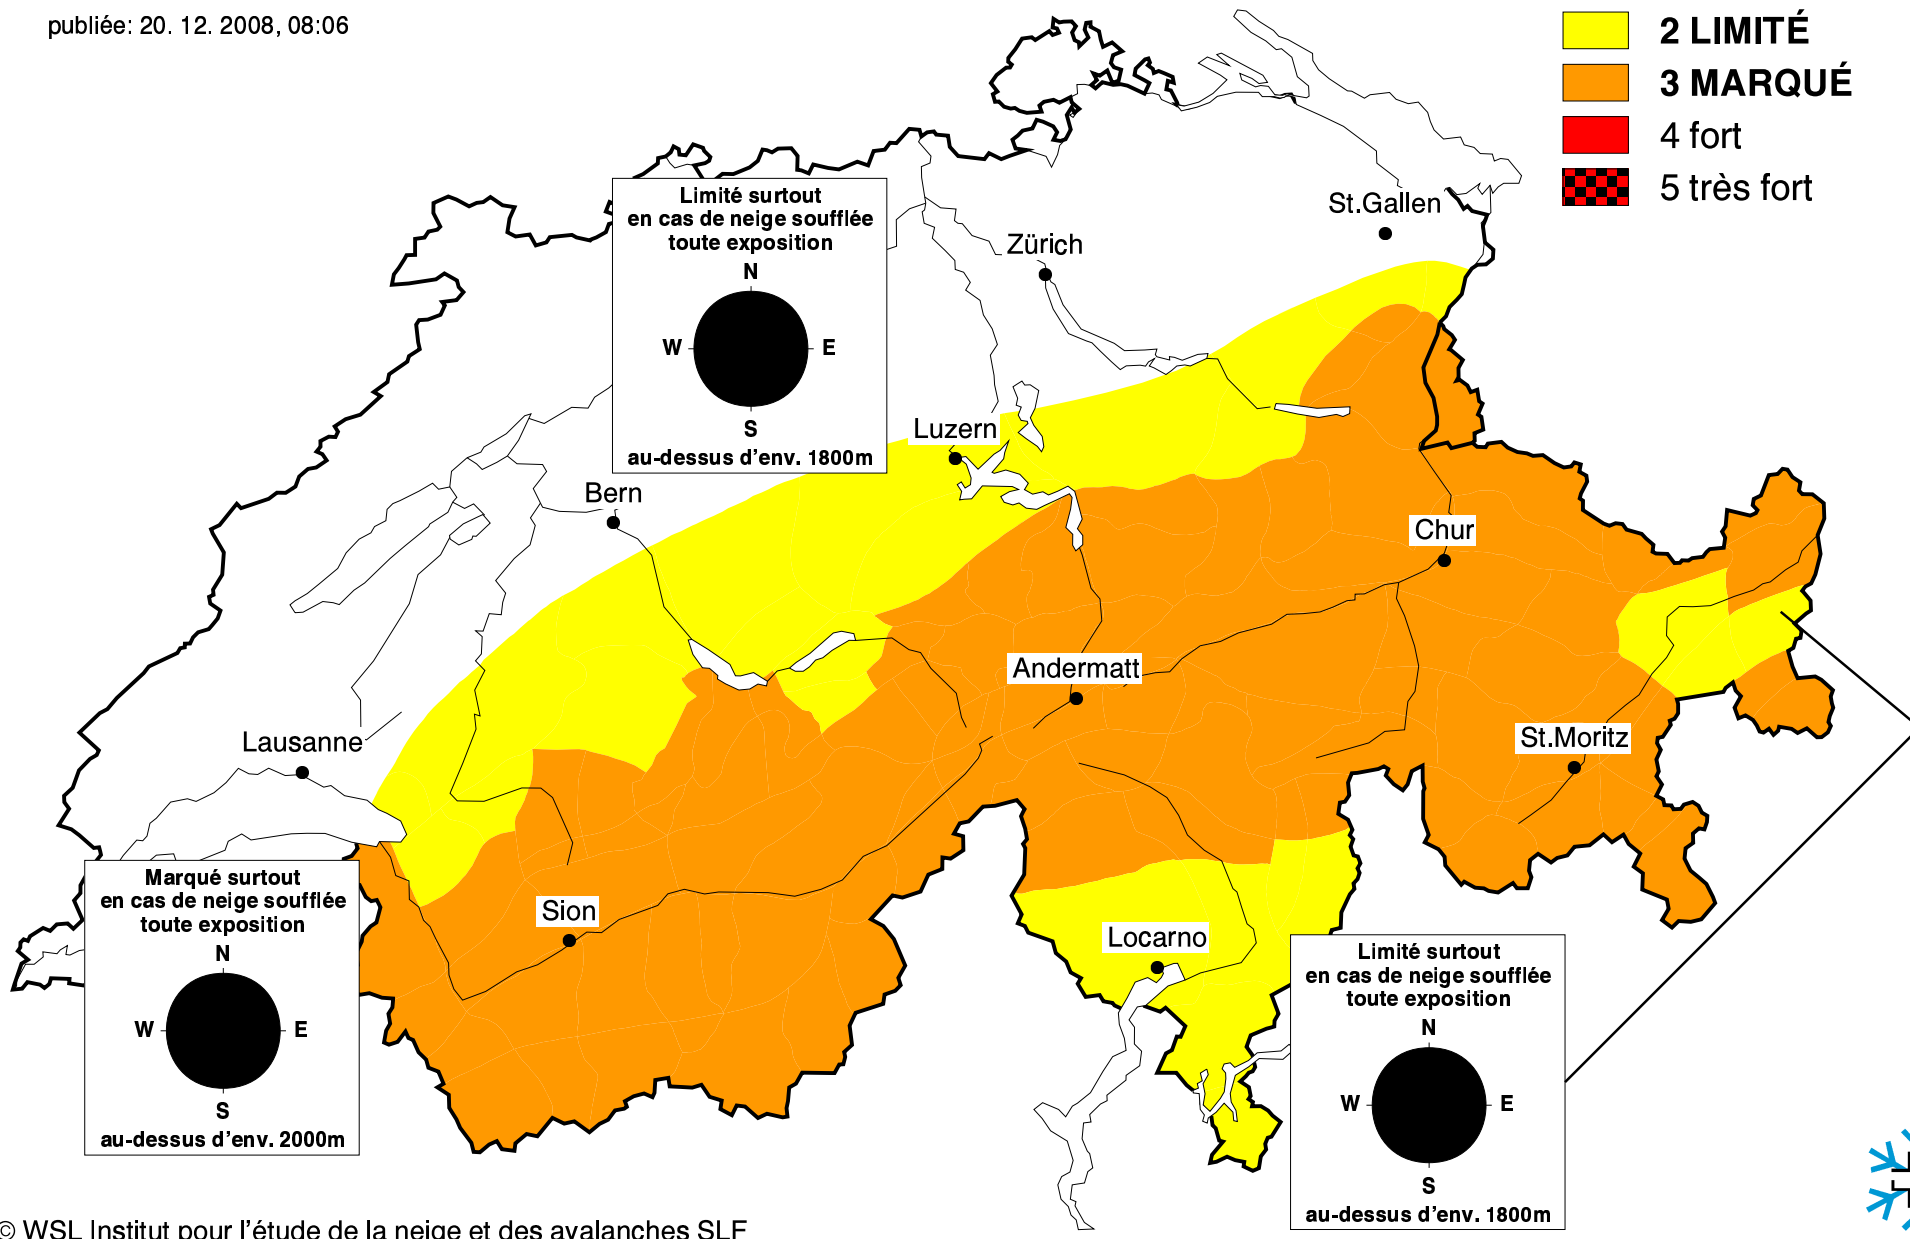 publiée: 20. 12. 2008, 08:06
2 LIMITÉ
3 MARQUÉ
4 fort
5 très fort
Limité surtout
en cas de neige soufflée
toute exposition
N
W E
S
au-dessus d'env. 1800m
St.Gallen
Zürich
Luzern
Bern
Chur
Andermatt
St.Moritz
Lausanne
Sion
Locarno
Marqué surtout
en cas de neige soufflée
toute exposition
N
W E
S
au-dessus d'env. 2000m
Limité surtout
en cas de neige soufflée
toute exposition
N
W E
S
au-dessus d'env. 1800m
© WSL Institut pour l'étude de la neige et des avalanches SLF